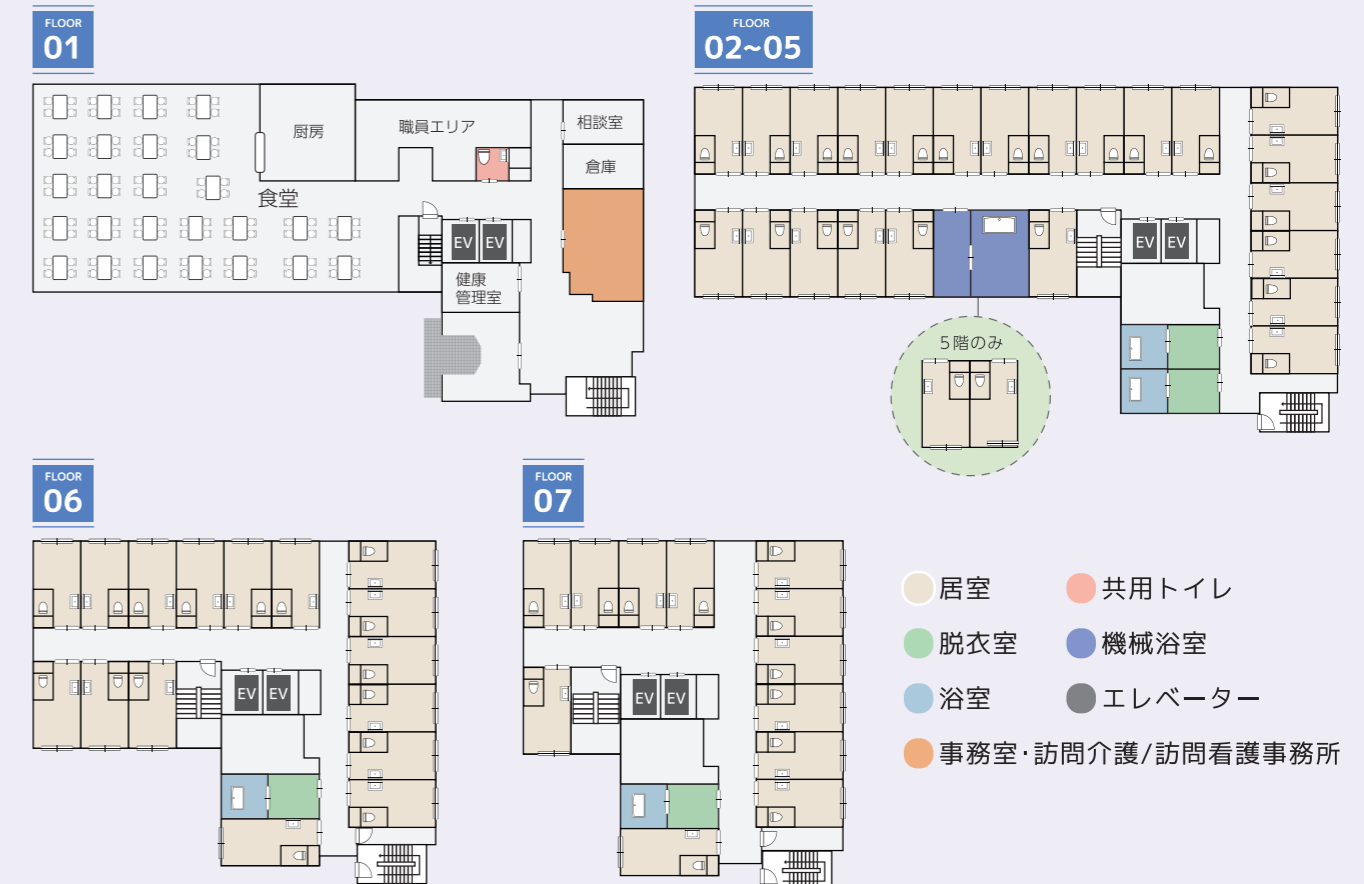 FLOOR
01
厨房
職員エリア
相談室
倉庫
食堂
EV
EV
健康
管理室
FLOOR
02~05
EV
EV
5階のみ
FLOOR
06
EV
EV
FLOOR
07
EV
EV
居室
共用トイレ
脱衣室
機械浴室
浴室
エレベーター
事務室・訪問介護/訪問看護事務所